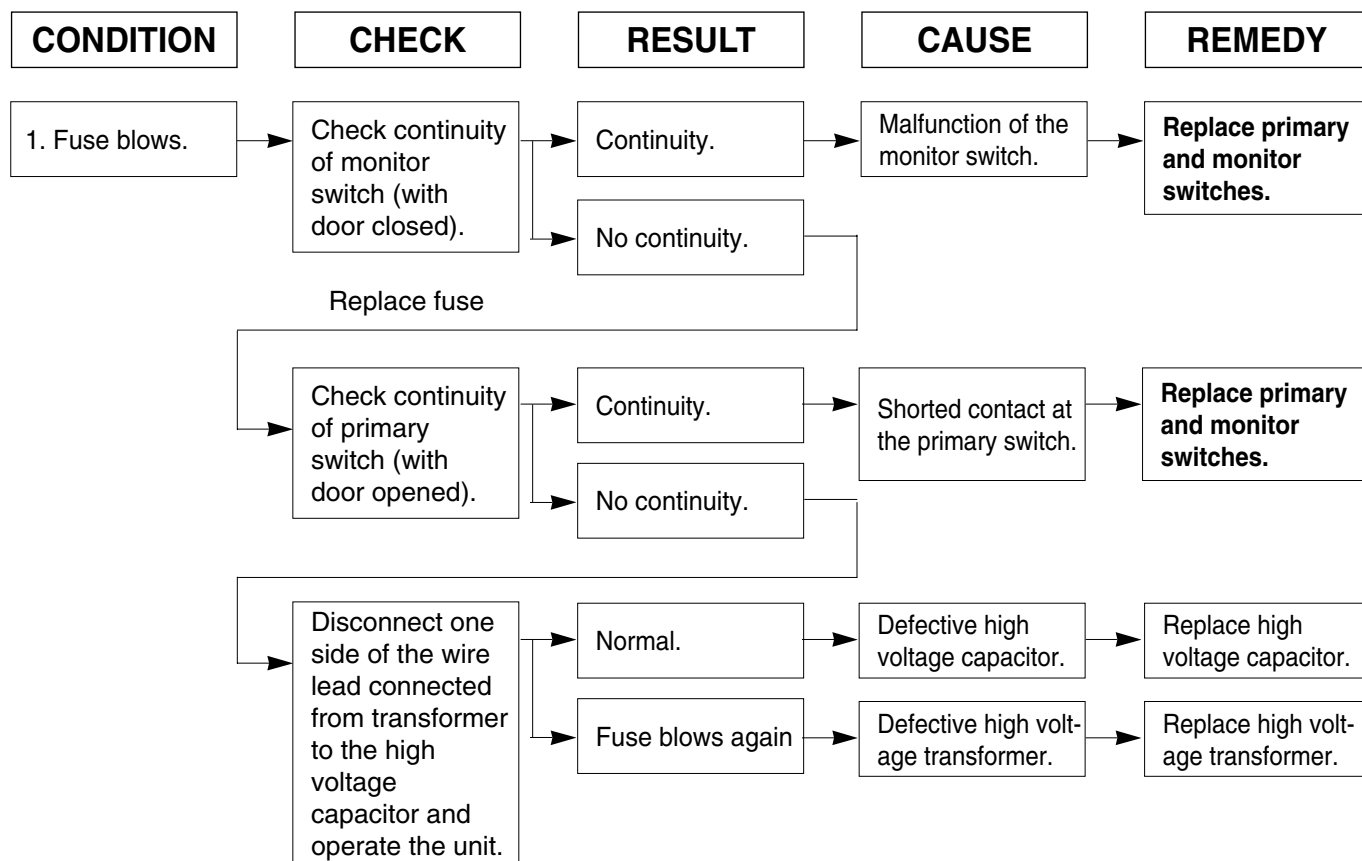 CONDITION
CHECK
RESULT
CAUSE
REMEDY
1. Fuse blows.
Check continuity
of monitor
switch (with
door closed).
Continuity.
Malfunction of the
monitor switch.
Replace primary
and monitor
switches.
No continuity.
Replace fuse
Check continuity
of primary
switch (with
door opened).
Continuity.
Shorted contact at
the primary switch.
Replace primary
and monitor
switches.
No continuity.
Disconnect one
side of the wire
lead connected
from transformer
to the high
voltage
capacitor and
operate the unit.
Normal.
Defective high
voltage capacitor.
Replace high
voltage capacitor.
Fuse blows again
Defective high volt-
age transformer.
Replace high volt-
age transformer.